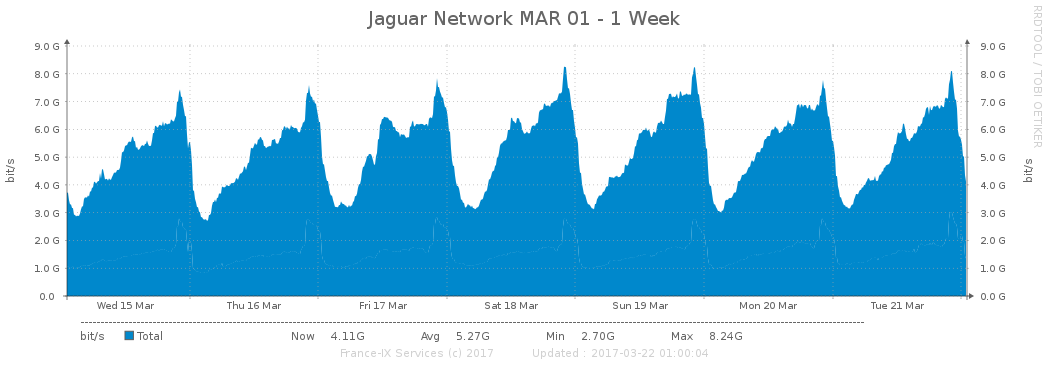 Jaguar Network MAR 01 - 1 Week
RRDTOOL / TOBI OETIKER
bit/s
9.0 G 9.0 G
8.0 G 8.0 G
7.0 G 7.0 G
6.0 G 6.0 G
5.0 G 5.0 G
4.0 G 4.0 G
3.0 G 3.0 G
2.0 G 2.0 G
1.0 G 1.0 G
0.0 0.0 G
bit/s
Wed 15 Mar Thu 16 Mar Fri 17 Mar Sat 18 Mar Sun 19 Mar Mon 20 Mar Tue 21 Mar
bit/s Total Now 4.11G Avg 5.27G Min 2.70G Max 8.24G
France-IX Services (c) 2017 Updated : 2017-03-22 01:00:04